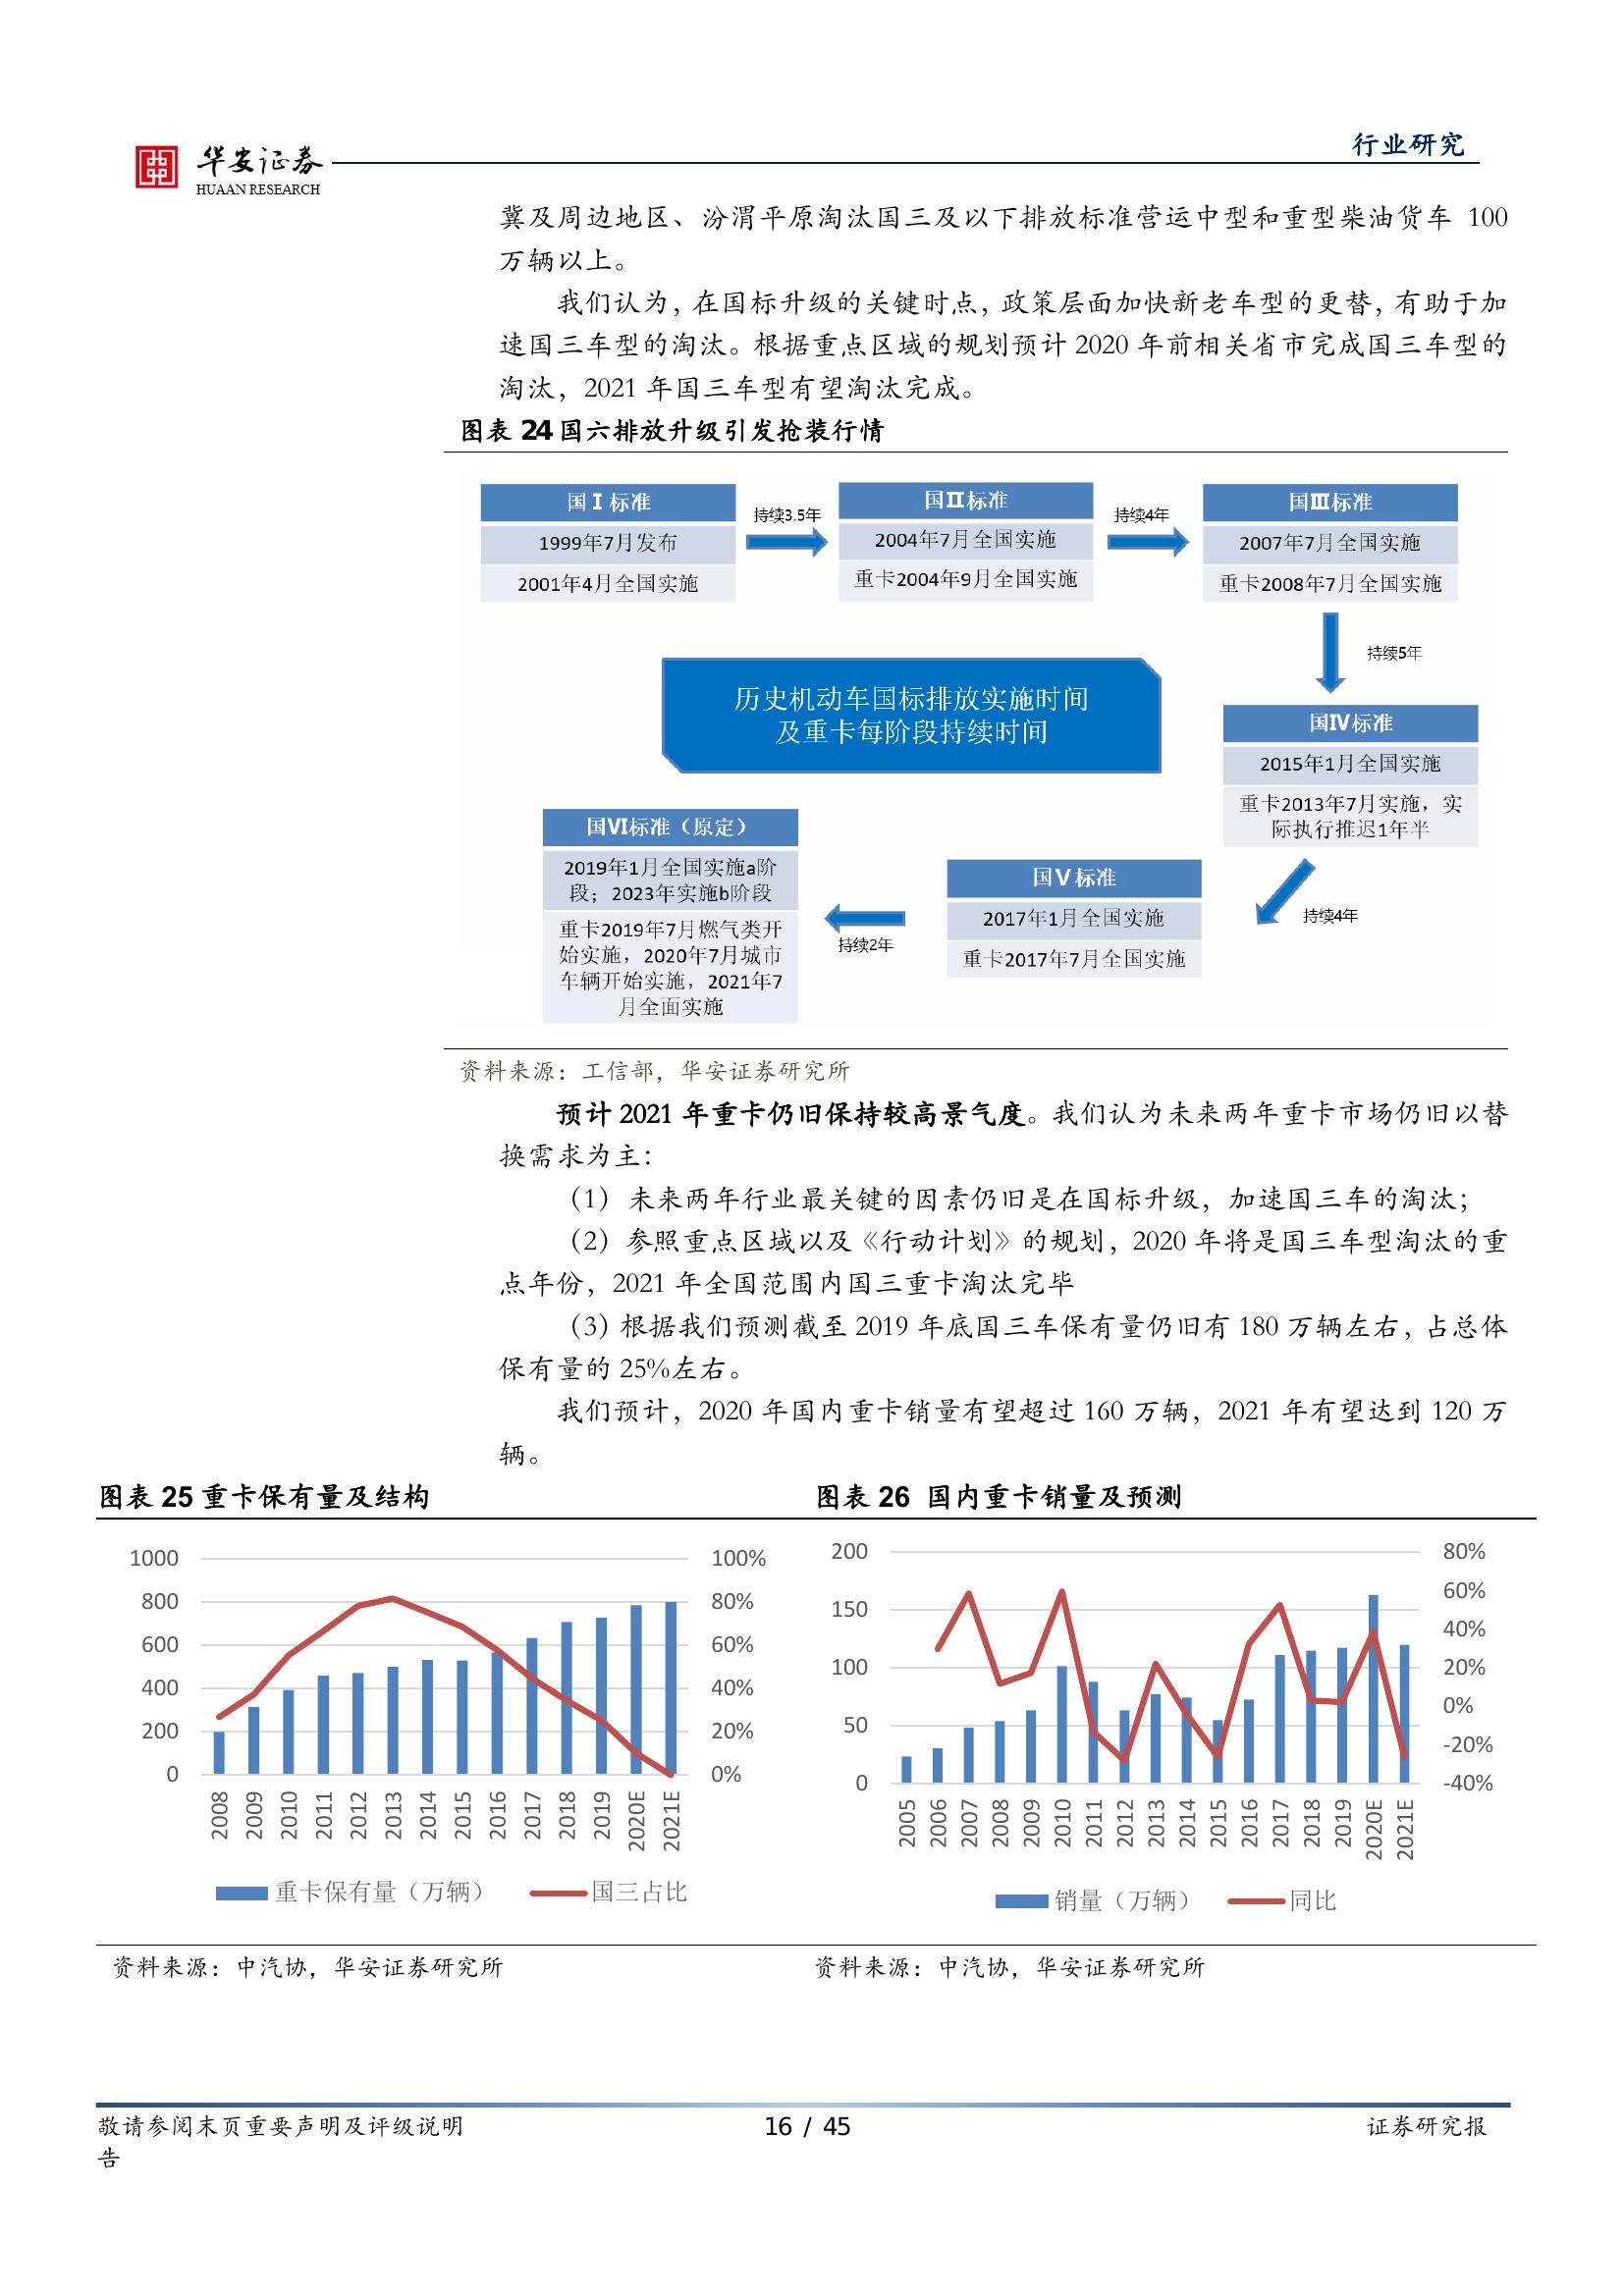 华安证券
HUAAN RESEARCH
行业研究
冀及周边地区、汾渭平原淘汰国三及以下排放标准营运中型和重型柴油货车 100
万辆以上。
我们认为，在国标升级的关键时点，政策层面加快新老车型的更替，有助于加
速国三车型的淘汰。根据重点区域的规划预计 2020 年前相关省市完成国三车型的
淘汰，2021 年国三车型有望淘汰完成。
图表 24 国六排放升级引发抢装行情
国Ⅰ标准
1999年7月发布
2001年4月全国实施
持续3.5年
国Ⅱ标准
2004年7月全国实施
重卡2004年9月全国实施
持续4年
国Ⅲ标准
2007年7月全国实施
重卡2008年7月全国实施
持续5年
历史机动车国标排放实施时间
及重卡每阶段持续时间
国Ⅳ标准
2015年1月全国实施
重卡2013年7月实施，实
际执行推迟1年半
持续4年
国Ⅴ标准
2017年1月全国实施
重卡2017年7月全国实施
持续2年
国Ⅵ标准（原定）
2019年1月全国实施a阶
段；2023年实施b阶段
重卡2019年7月燃气类开
始实施，2020年7月城市
车辆开始实施，2021年7
月全面实施
资料来源：工信部，华安证券研究所
预计 2021 年重卡仍旧保持较高景气度。我们认为未来两年重卡市场仍旧以替
换需求为主：
（1） 未来两年行业最关键的因素仍旧是在国标升级，加速国三车的淘汰；
（2）参照重点区域以及《行动计划》的规划，2020 年将是国三车型淘汰的重
点年份，2021 年全国范围内国三重卡淘汰完毕
（3）根据我们预测截至 2019 年底国三车保有量仍旧有 180 万辆左右，占总体
保有量的 25%左右。
我们预计，2020 年国内重卡销量有望超过 160 万辆，2021 年有望达到 120 万
辆。
图表 25 重卡保有量及结构
1000
800
600
400
200
0
100%
80%
60%
40%
20%
0%
2008
2009
2010
2011
2012
2013
2014
2015
2016
2017
2018
2019
2020E
2021E
重卡保有量（万辆）
国三占比
图表 26 国内重卡销量及预测
200
150
100
50
0
80%
60%
40%
20%
0%
-20%
-40%
2005
2006
2007
2008
2009
2010
2011
2012
2013
2014
2015
2016
2017
2018
2019
2020E
2021E
销量（万辆）
同比
资料来源：中汽协，华安证券研究所
资料来源：中汽协，华安证券研究所
敬请参阅末页重要声明及评级说明
16 / 45
证券研究报
告